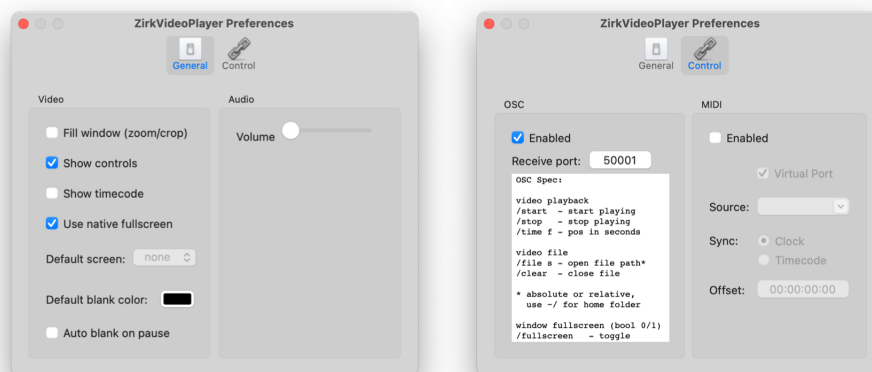 ZirkVideoPlayer Preferences
General
Control
Video
Fill window (zoom/crop)
Show controls
Show timecode
Use native fullscreen
Default screen: none
Default blank color:
Auto blank on pause
Audio
Volume
ZirkVideoPlayer Preferences
General
Control
OSC
Enabled
Receive port: 50001
OSC Spec:
video playback
/start - start playing
/stop - stop playing
/time f - pos in seconds
video file
/file s - open file path*
/clear - close file
* absolute or relative,
use ~/ for home folder
window fullscreen (bool 0/1)
/fullscreen - toggle
MIDI
Enabled
Virtual Port
Source:
Sync: Clock
Timecode
Offset: 00:00:00:00